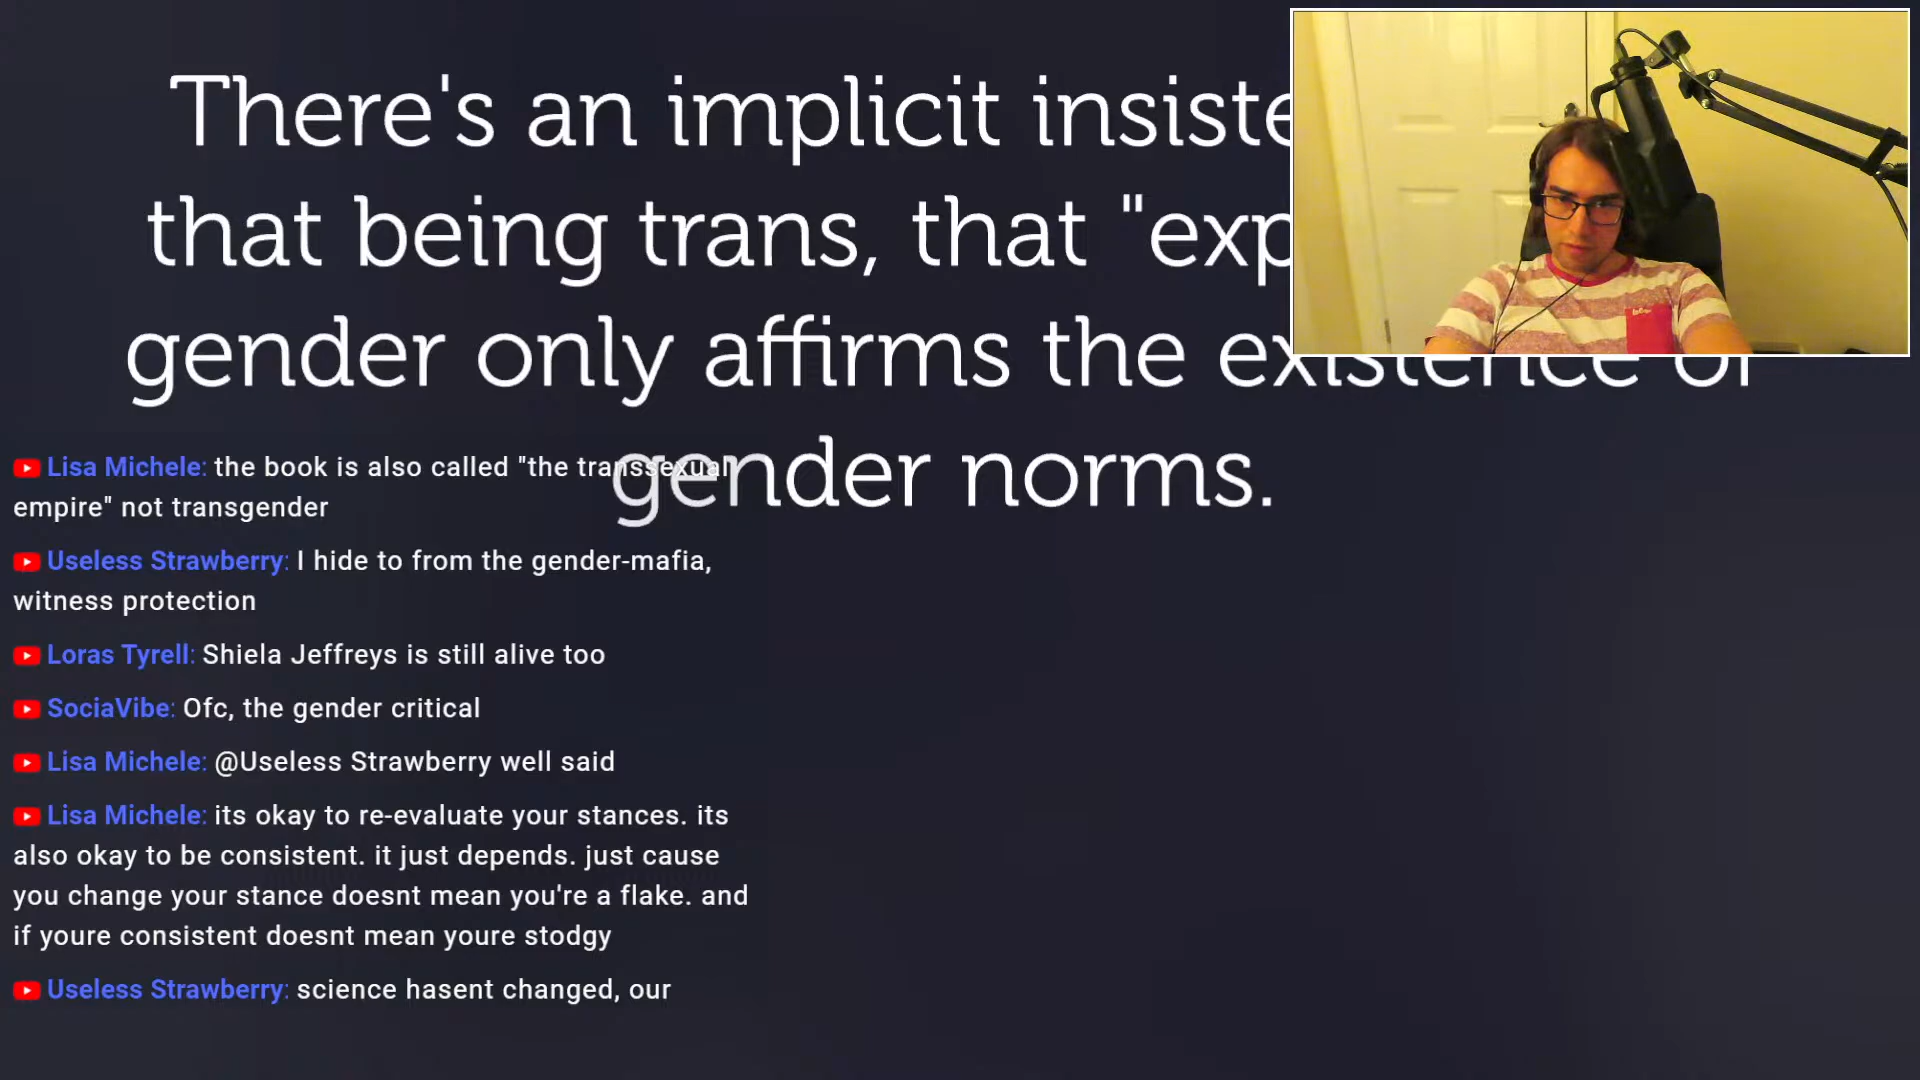 There's an implicit
that being trans, that
gender only affirms the existence of
gender norms.
Lisa Michele: the book is also called "the transsexual
empire" not transgender
Useless Strawberry: I hide to from the gender-mafia,
witness protection
Loras Tyrell: Shiela Jeffreys is still alive too
SociaVibe: Ofc, the gender critical
Lisa Michele: @Useless Strawberry well said
Lisa Michele: its okay to re-evaluate your stances. its
also okay to be consistent. it just depends. just cause
you change your stance doesnt mean you're a flake. and
if youre consistent doesnt mean youre stodgy
Useless Strawberry: science hasent changed, our